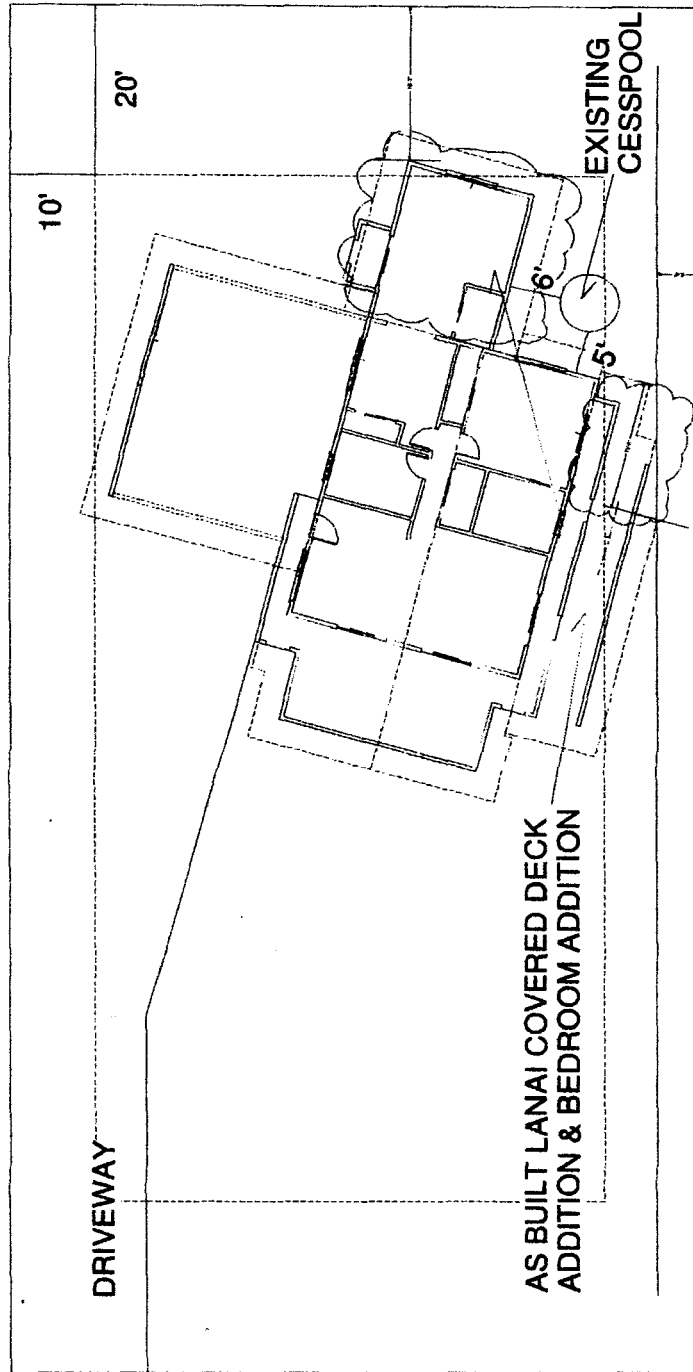 DRIVEWAY
10'
20'
AS BUILT LANAI COVERED DECK
ADDITION & BEDROOM ADDITION
6'
5'
EXISTING
CESSPOOL